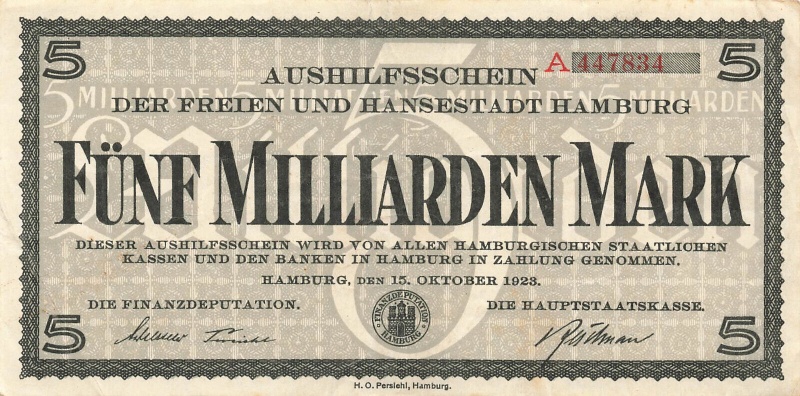 5 5
A 447834
AUSHILFSSCHEIN
DER FREIEN UND HANSESTADT HAMBURG
5 MILLIARDEN 5 MILLIARDEN 5 MILLIARDEN
FÜNF MILLIARDEN MARK
DIESER AUSHILFSSCHEIN WIRD VON ALLEN HAMBURGISCHEN STAATLICHEN
KASSEN UND DEN BANKEN IN HAMBURG IN ZAHLUNG GENOMMEN.
HAMBURG, DEN 15. OKTOBER 1923.
DIE FINANZDEPUTATION. DIE HAUPTSTAATSKASSE.
FINANZDEPUTATION
HAMBURG
5 5
H. O. Persiehl, Hamburg.